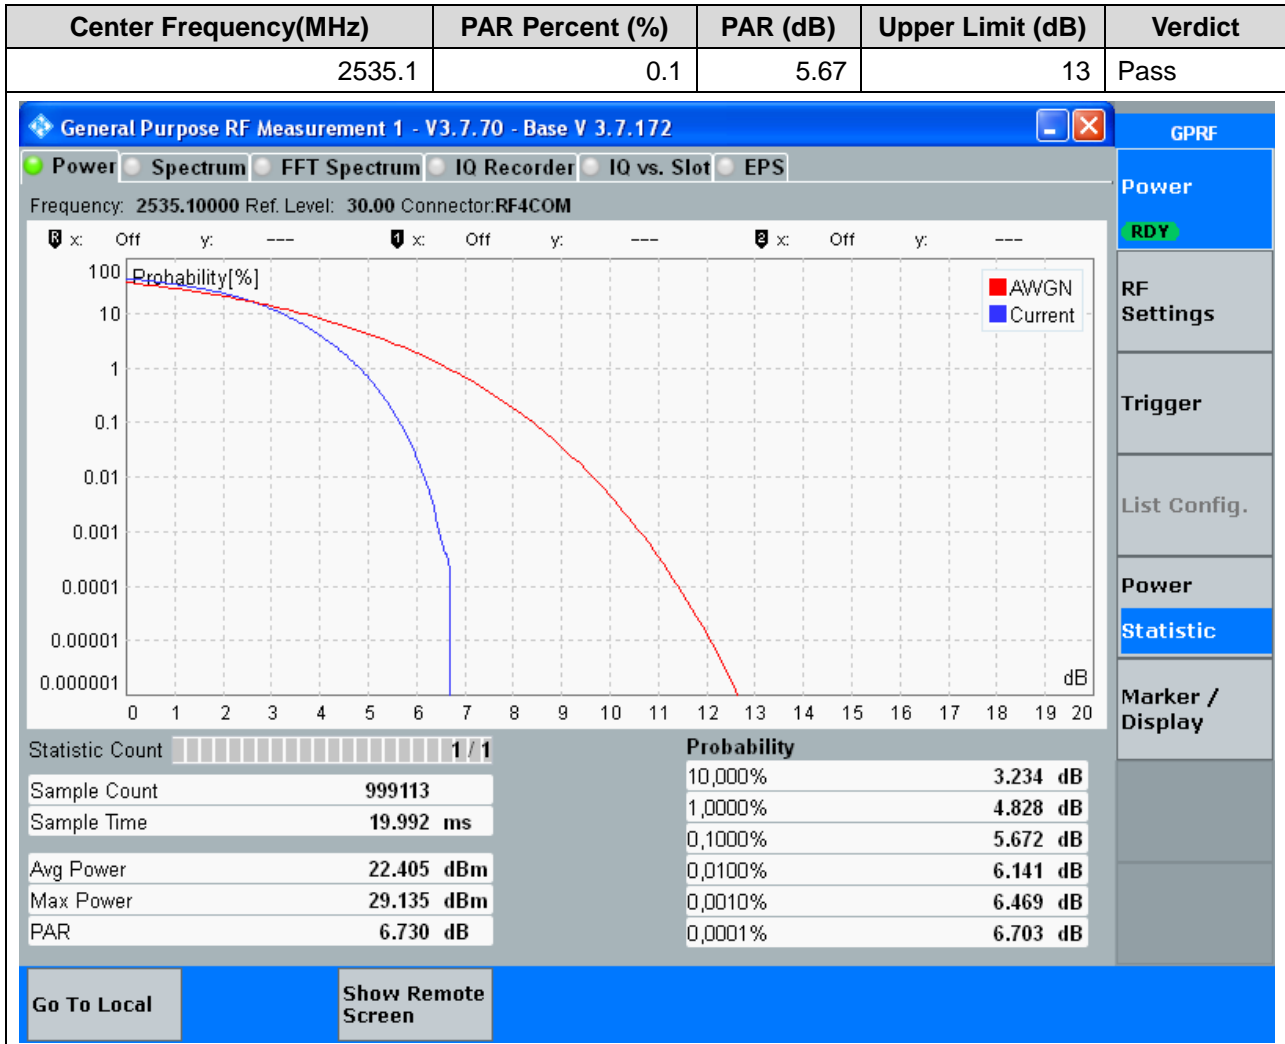 Center Frequency(MHz) PAR Percent (%) PAR (dB) Upper Limit (dB) Verdict
2535.1 0.1 5.67 13 Pass
General Purpose RF Measurement 1 - V3.7.70 - Base V 3.7.172
GPRF
Power Spectrum FFT Spectrum IQ Recorder IQ vs. Slot EPS
Frequency: 2535.10000 Ref. Level: 30.00 Connector:RF4COM
R x: Off y: --- 1 x: Off y: --- 2 x: Off y: ---
Probability[%]
AWGN
Current
100
10
1
0.1
0.01
0.001
0.0001
0.00001
0.000001
dB
0 1 2 3 4 5 6 7 8 9 10 11 12 13 14 15 16 17 18 19 20
Statistic Count 1 / 1
Sample Count 999113
Sample Time 19.992 ms
Avg Power 22.405 dBm
Max Power 29.135 dBm
PAR 6.730 dB
Probability
10,000% 3.234 dB
1,0000% 4.828 dB
0,1000% 5.672 dB
0,0100% 6.141 dB
0,0010% 6.469 dB
0,0001% 6.703 dB
Power
RDY
RF
Settings
Trigger
List Config.
Power
Statistic
Marker /
Display
Go To Local
Show Remote
Screen